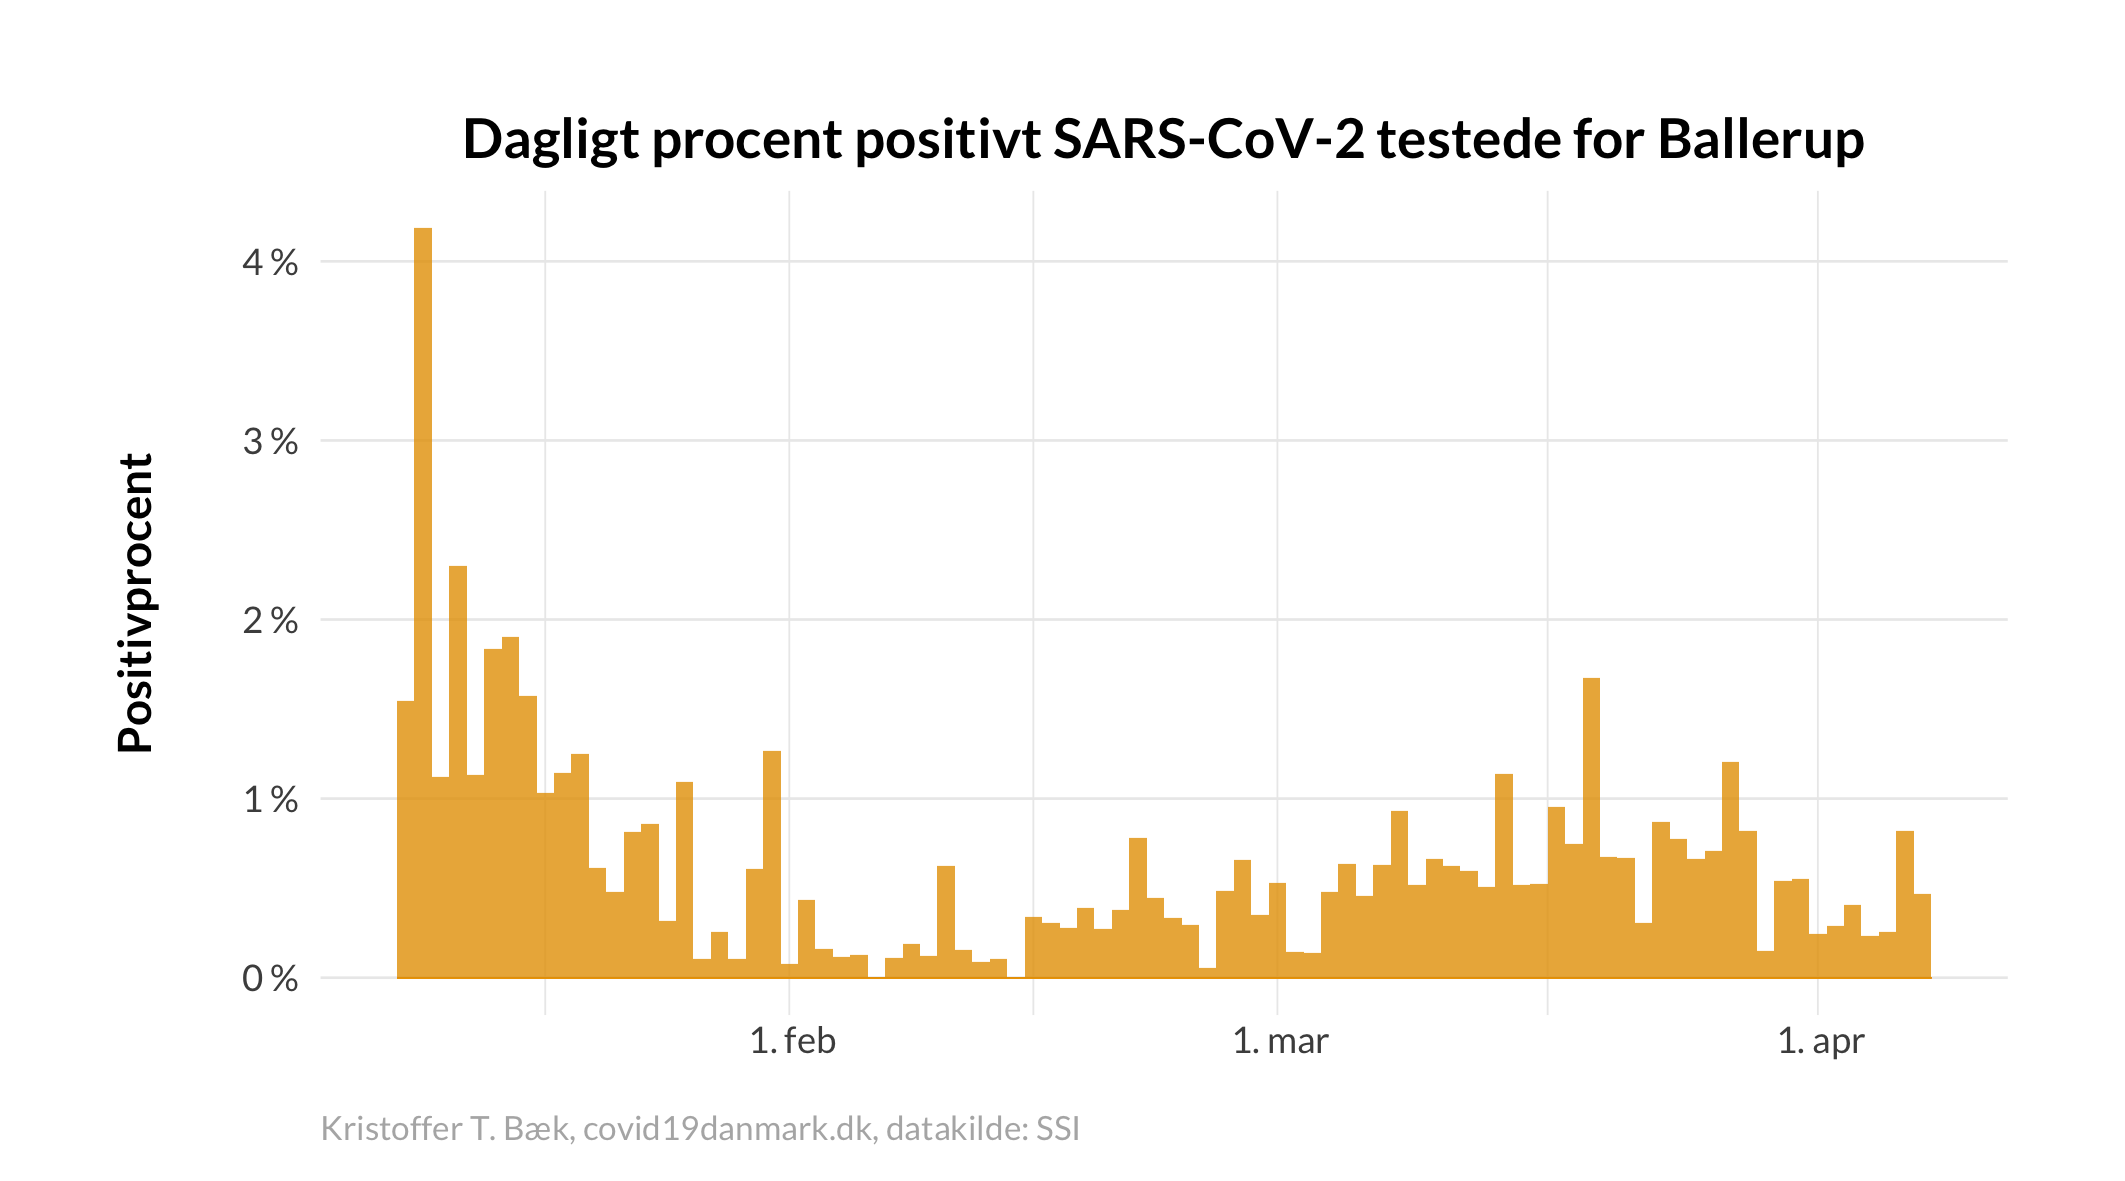 Dagligt procent positivt SARS-CoV-2 testede for Ballerup
Positivprocent
4 %
3 %
2 %
1 %
0 %
1. feb
1. mar
1. apr
Kristoffer T. Bæk, covid19danmark.dk, datakilde: SSI